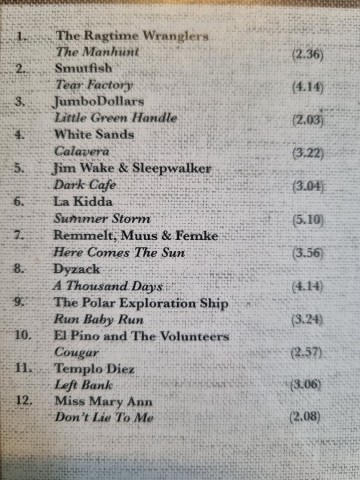 1. The Ragtime Wranglers
The Manhunt (2.36)
2. Smutfish
Tear Factory (4.14)
3. JumboDollars
Little Green Handle (2.03)
4. White Sands
Calavera (3.22)
5. Jim Wake & Sleepwalker
Dark Cafe (3.04)
6. La Kidda
Summer Storm (5.10)
7. Remmelt, Muus & Femke
Here Comes The Sun (3.56)
8. Dyzack
A Thousand Days (4.14)
9. The Polar Exploration Ship
Run Baby Run (3.24)
10. El Pino and The Volunteers
Cougar (2.57)
11. Templo Diez
Left Bank (3.06)
12. Miss Mary Ann
Don't Lie To Me (2.08)